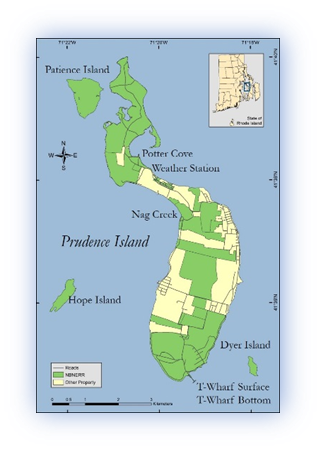 71°22'W 71°20'W 71°18'W
Patience Island
State of
Rhode Island
N
W E
S
Potter Cove
Weather Station
Nag Creek
Prudence Island
Hope Island
Dyer Island
Roads
NBNERR
Other Property
T-Wharf Surface
T-Wharf Bottom
Kilometers